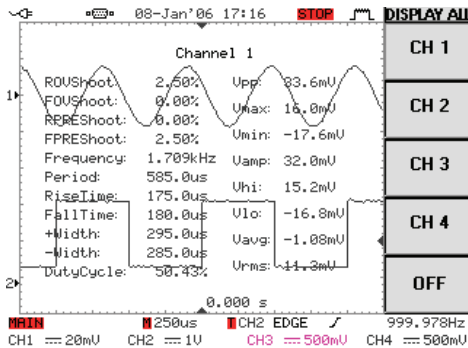 08-Jan'06 17:16 STOP DISPLAY ALL
Channel 1
CH 1
ROVShoot: 2.50% Vpp: 33.6mV
1 FOVShoot: 0.00% Vmax: 16.0mV
CH 2
RPREShoot: 0.00%
FPREShoot: 2.50% Vmin: -17.6mV
Frequency: 1.709kHz Vamp: 32.0mV
CH 3
Period: 585.0us
RiseTime: 175.0us Vhi: 15.2mV
FallTime: 180.0us Vlo: -16.8mV
CH 4
+Width: 295.0us
-Width: 285.0us Vavg: -1.08mV
DutyCycle: 50.43% Vrms: 11.3mV
2
OFF
0.000 s
MAIN M 250us T CH2 EDGE 999.978Hz
CH1 20mV CH2 1V CH3 500mV CH4 500mV